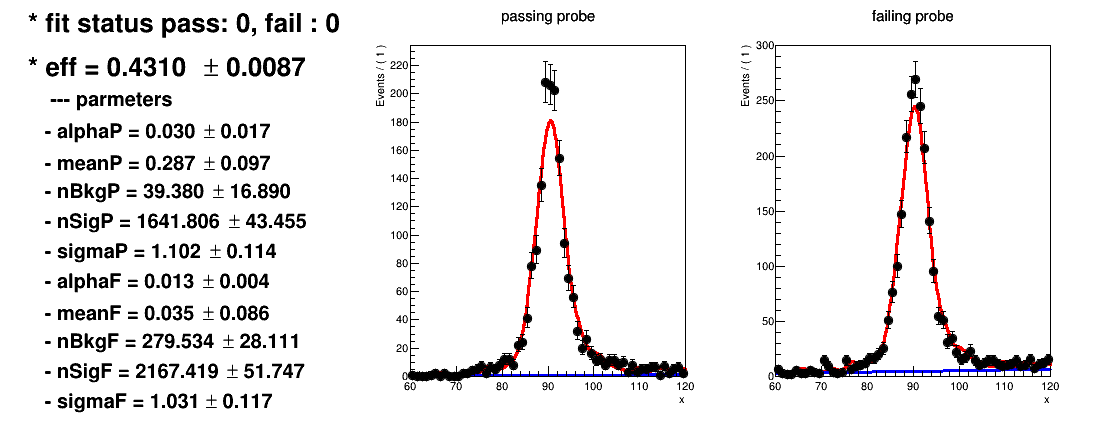 * fit status pass: 0, fail : 0
* eff = 0.4310 ± 0.0087
--- parmeters
- alphaP = 0.030 ± 0.017
- meanP = 0.287 ± 0.097
- nBkgP = 39.380 ± 16.890
- nSigP = 1641.806 ± 43.455
- sigmaP = 1.102 ± 0.114
- alphaF = 0.013 ± 0.004
- meanF = 0.035 ± 0.086
- nBkgF = 279.534 ± 28.111
- nSigF = 2167.419 ± 51.747
- sigmaF = 1.031 ± 0.117
passing probe
Events / ( 1 )
220
200
180
160
140
120
100
80
60
40
20
0
60 70 80 90 100 110 120
x
failing probe
Events / ( 1 )
300
250
200
150
100
50
0
60 70 80 90 100 110 120
x